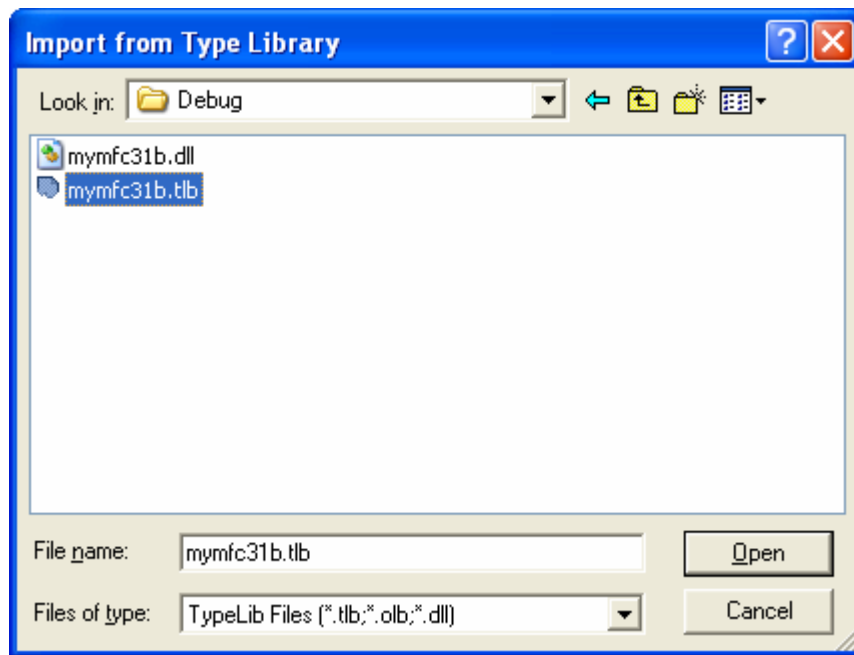 Import from Type Library
Look in: Debug
mymfc31b.dll
mymfc31b.tlb
File name: mymfc31b.tlb Open
Files of type: TypeLib Files (*.tlb;*.olb;*.dll) Cancel